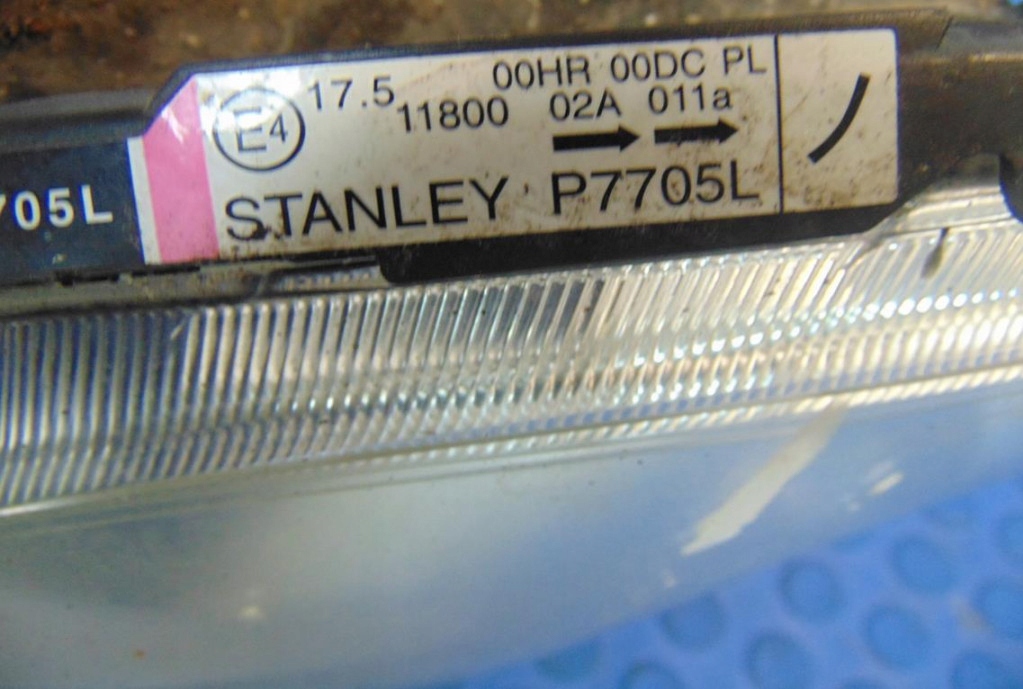 00HR 00DC PL
E4 17.5 11800 02A 011a
STANLEY P7705L
705L